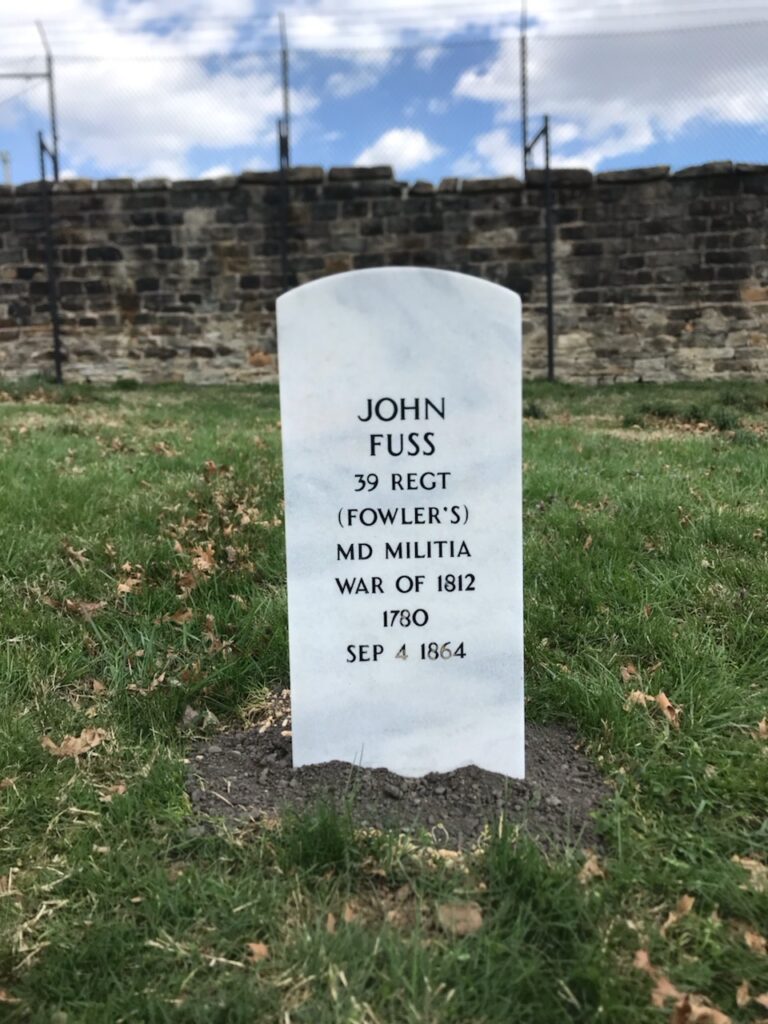 JOHN
FUSS
39 REGT
(FOWLER'S)
MD MILITIA
WAR OF 1812
1780
SEP 4 1864